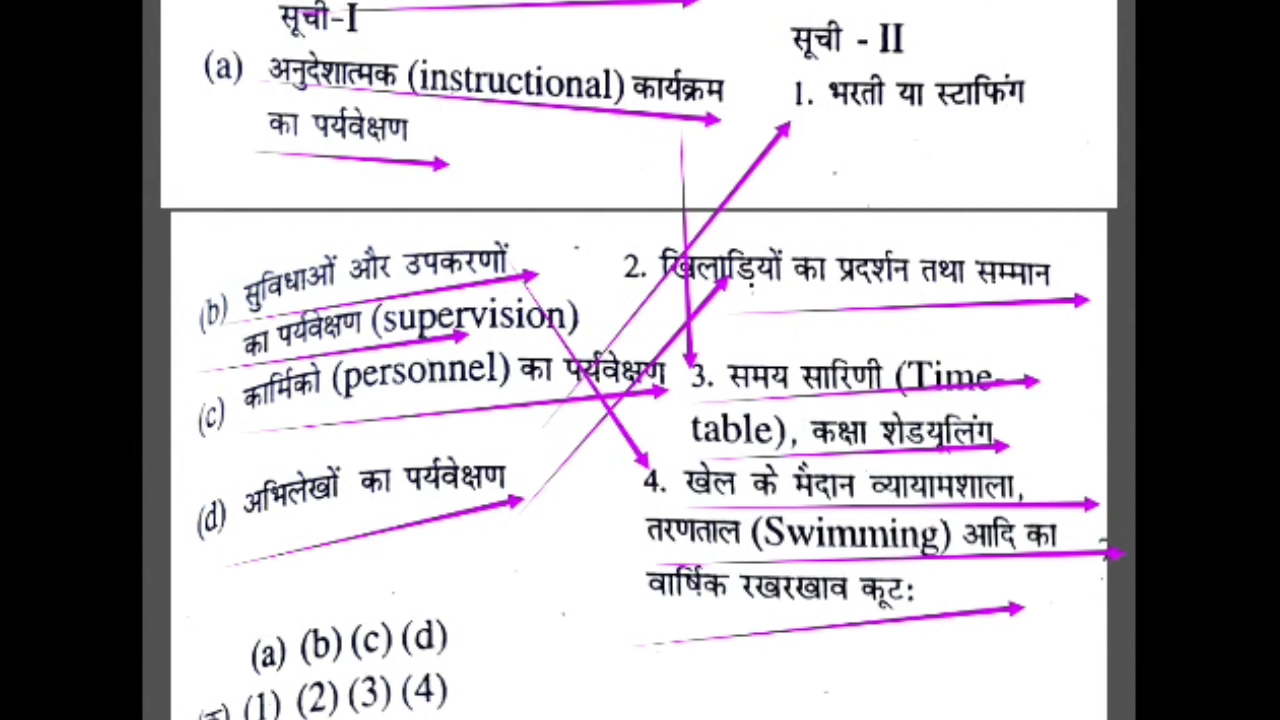 सूची-I
सूची - II
(a) अनुदेशात्मक (instructional) कार्यक्रम
का पर्यवेक्षण
1. भरती या स्टाफिंग
(b) सुविधाओं और उपकरणों
का पर्यवेक्षण (supervision)
2. खिलाड़ियों का प्रदर्शन तथा सम्मान
(c) कार्मिको (personnel) का पर्यवेक्षण
3. समय सारिणी (Time-
table), कक्षा शेडयुलिंग
(d) अभिलेखों का पर्यवेक्षण
4. खेल के मैदान व्यायामशाला,
तरणताल (Swimming) आदि का
वार्षिक रखरखाव कूट:
(a) (b) (c) (d)
(1) (2) (3) (4)